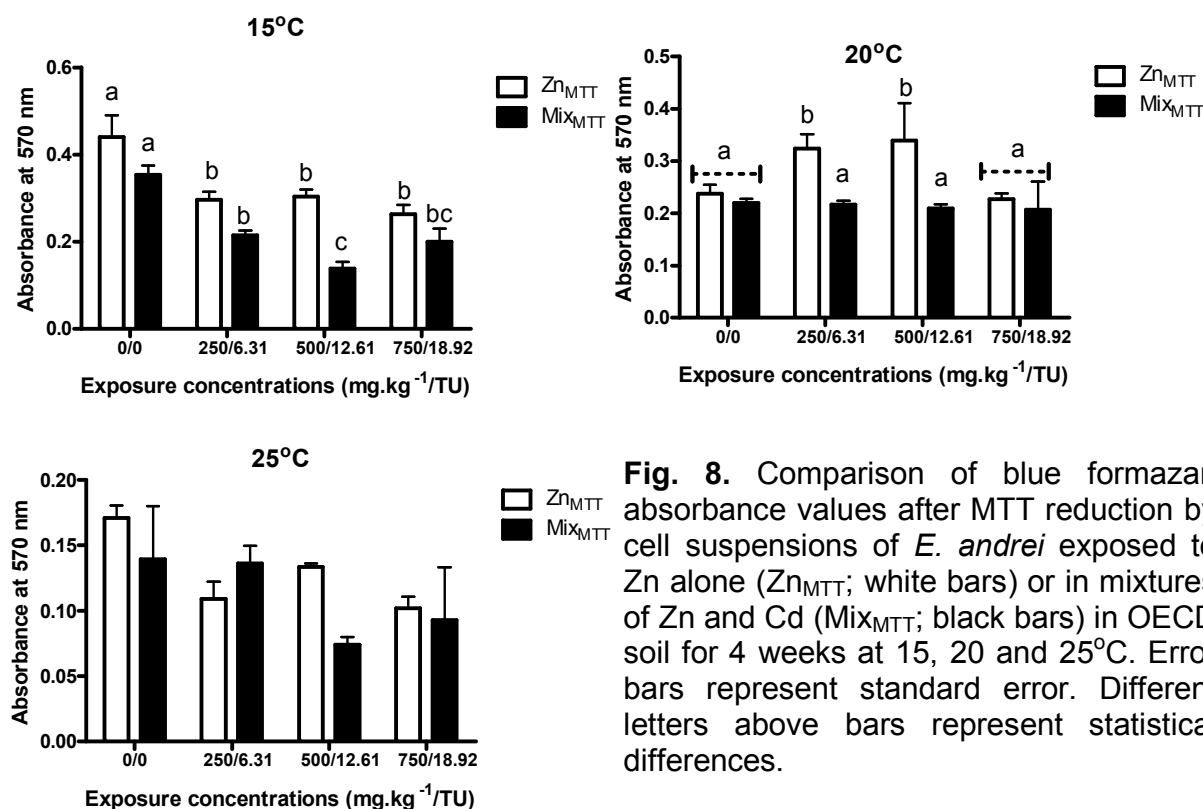 15°C
Absorbance at 570 nm
0.6
0.4
0.2
0.0
a
a
b
b
b
c
b
bc
0/0
250/6.31
500/12.61
750/18.92
Exposure concentrations (mg.kg⁻¹/TU)
Zn_MTT
Mix_MTT
20°C
Absorbance at 570 nm
0.5
0.4
0.3
0.2
0.1
0.0
a
b
a
b
a
a
0/0
250/6.31
500/12.61
750/18.92
Exposure concentrations (mg.kg⁻¹/TU)
Zn_MTT
Mix_MTT
25°C
Absorbance at 570 nm
0.20
0.15
0.10
0.05
0.00
0/0
250/6.31
500/12.61
750/18.92
Exposure concentrations (mg.kg⁻¹/TU)
Zn_MTT
Mix_MTT
Fig. 8. Comparison of blue formazan
absorbance values after MTT reduction by
cell suspensions of E. andrei exposed to
Zn alone (Zn_MTT; white bars) or in mixtures
of Zn and Cd (Mix_MTT; black bars) in OECD
soil for 4 weeks at 15, 20 and 25°C. Error
bars represent standard error. Different
letters above bars represent statistical
differences.